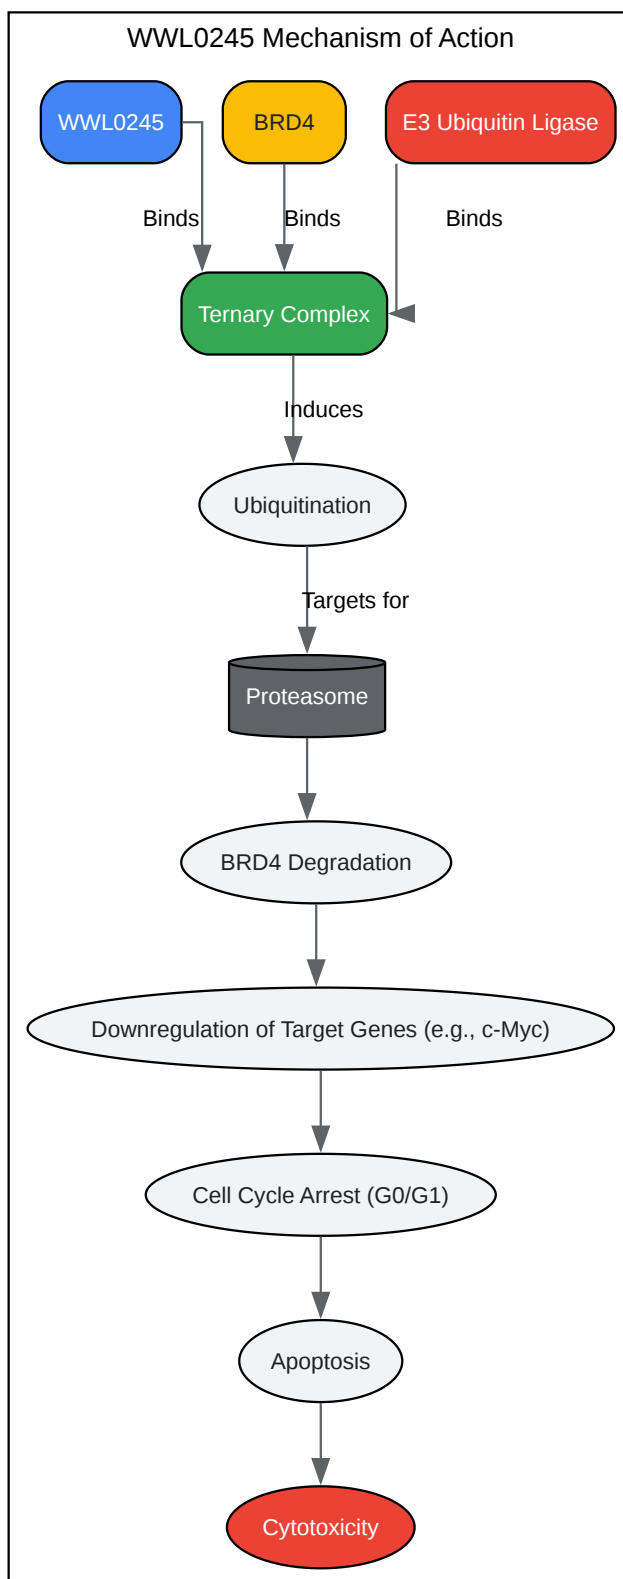 WWL0245 Mechanism of Action
WWL0245
BRD4
E3 Ubiquitin Ligase
Binds
Binds
Binds
Ternary Complex
Induces
Ubiquitination
Targets for
Proteasome
BRD4 Degradation
Downregulation of Target Genes (e.g., c-Myc)
Cell Cycle Arrest (G0/G1)
Apoptosis
Cytotoxicity